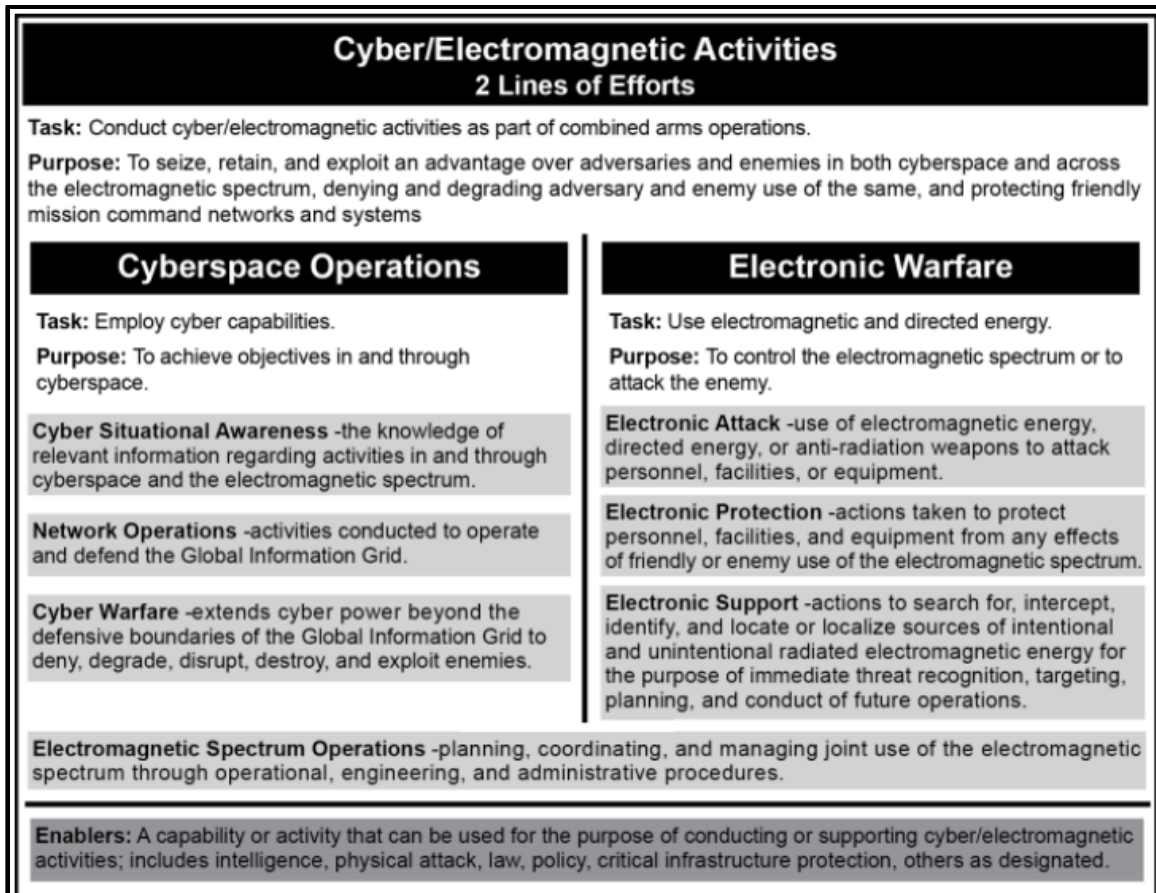 Cyber/Electromagnetic Activities
2 Lines of Efforts
Task: Conduct cyber/electromagnetic activities as part of combined arms operations.
Purpose: To seize, retain, and exploit an advantage over adversaries and enemies in both cyberspace and across
the electromagnetic spectrum, denying and degrading adversary and enemy use of the same, and protecting friendly
mission command networks and systems
Cyberspace Operations
Task: Employ cyber capabilities.
Purpose: To achieve objectives in and through
cyberspace.
Cyber Situational Awareness -the knowledge of
relevant information regarding activities in and through
cyberspace and the electromagnetic spectrum.
Network Operations -activities conducted to operate
and defend the Global Information Grid.
Cyber Warfare -extends cyber power beyond the
defensive boundaries of the Global Information Grid to
deny, degrade, disrupt, destroy, and exploit enemies.
Electronic Warfare
Task: Use electromagnetic and directed energy.
Purpose: To control the electromagnetic spectrum or to
attack the enemy.
Electronic Attack -use of electromagnetic energy,
directed energy, or anti-radiation weapons to attack
personnel, facilities, or equipment.
Electronic Protection -actions taken to protect
personnel, facilities, and equipment from any effects
of friendly or enemy use of the electromagnetic spectrum.
Electronic Support -actions to search for, intercept,
identify, and locate or localize sources of intentional
and unintentional radiated electromagnetic energy for
the purpose of immediate threat recognition, targeting,
planning, and conduct of future operations.
Electromagnetic Spectrum Operations -planning, coordinating, and managing joint use of the electromagnetic
spectrum through operational, engineering, and administrative procedures.
Enablers: A capability or activity that can be used for the purpose of conducting or supporting cyber/electromagnetic
activities; includes intelligence, physical attack, law, policy, critical infrastructure protection, others as designated.